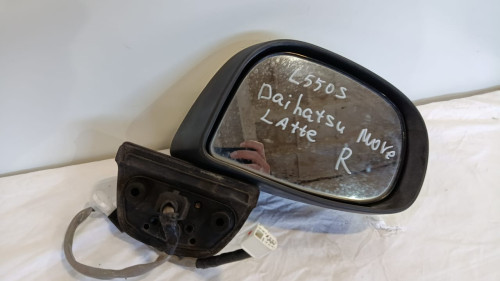 L550S
Daihatsu Move
LAtte R